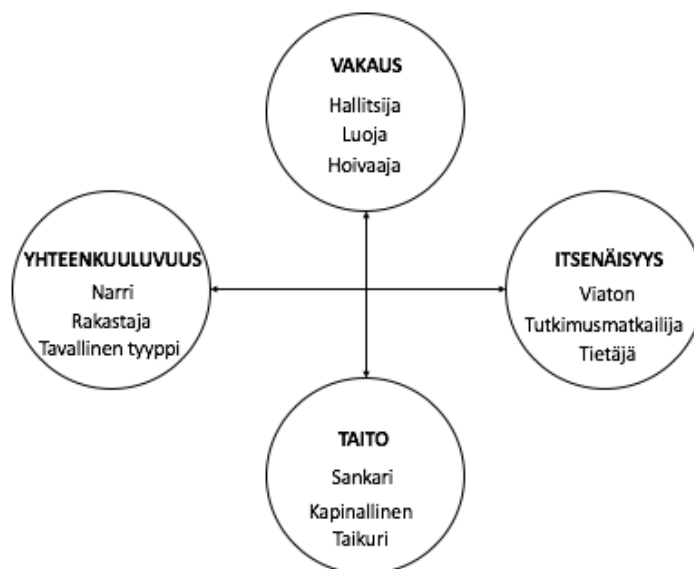 VAKAUS
Hallitsija
Luoja
Hoivaaja
YHTEENKUULUVUUS
Narri
Rakastaja
Tavallinen tyyppi
ITSENÄISYYS
Viaton
Tutkimusmatkailija
Tietäjä
TAITO
Sankari
Kapinallinen
Taikuri